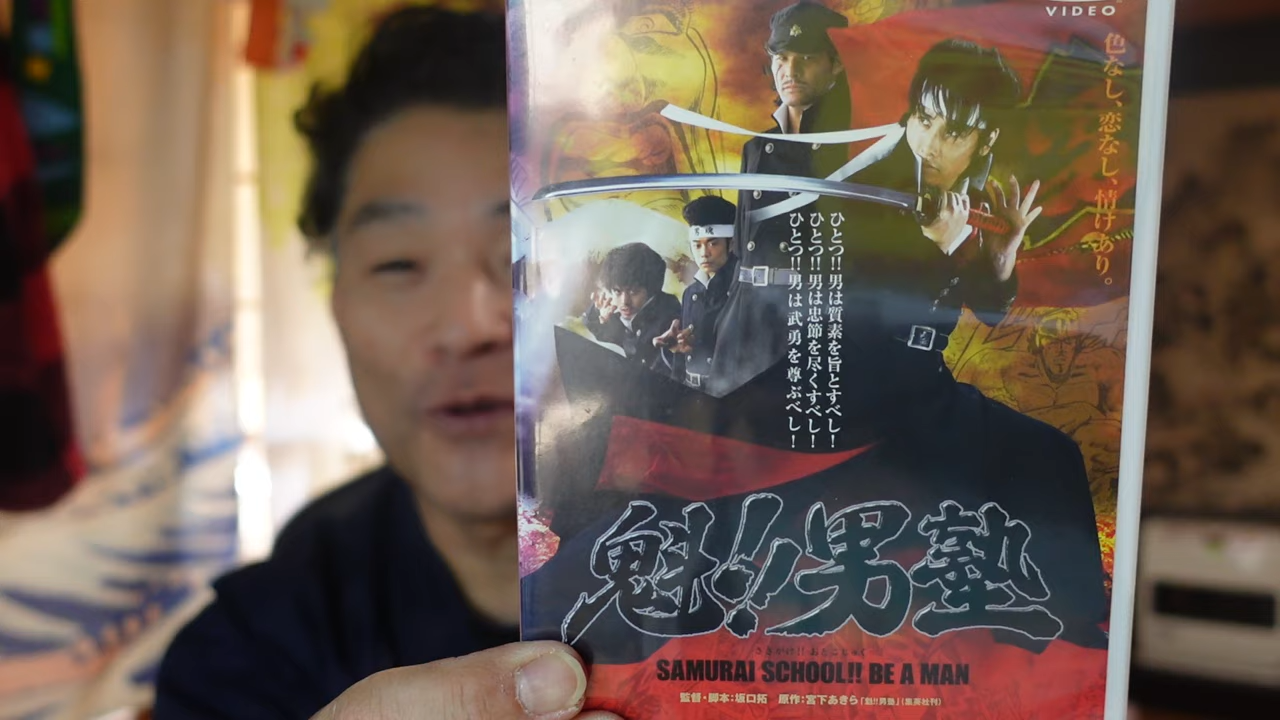 VIDEO
色なし、恋なし、情けあり。
ひとつ!!男は質素を旨とすべし!
ひとつ!!男は忠節を尽くすべし!
ひとつ!!男は武勇を尊ぶべし!
魁!!男塾
さきがけ!! おとこじゅく
SAMURAI SCHOOL!! BE A MAN
監督・脚本:坂口拓 原作:宮下あきら「魁!!男塾」(集英社刊)